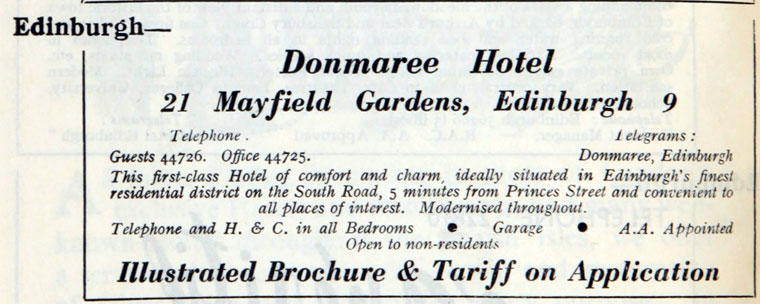 Edinburgh—
Donmaree Hotel
21 Mayfield Gardens, Edinburgh 9
Telephone . Telegrams :
Guests 44726. Office 44725. Donmaree, Edinburgh
This first-class Hotel of comfort and charm, ideally situated in Edinburgh's finest
residential district on the South Road, 5 minutes from Princes Street and convenient to
all places of interest. Modernised throughout.
Telephone and H. & C. in all Bedrooms ● Garage ● A.A. Appointed
Open to non-residents
Illustrated Brochure & Tariff on Application